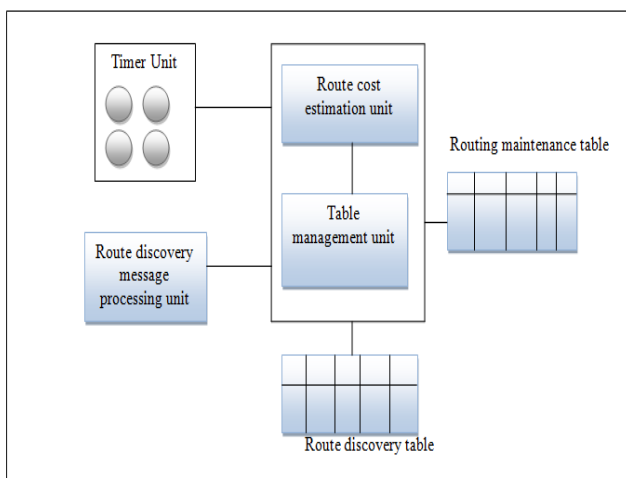 Timer Unit
Route cost
estimation unit
Routing maintenance table
Table
management unit
Route discovery
message
processing unit
Route discovery table